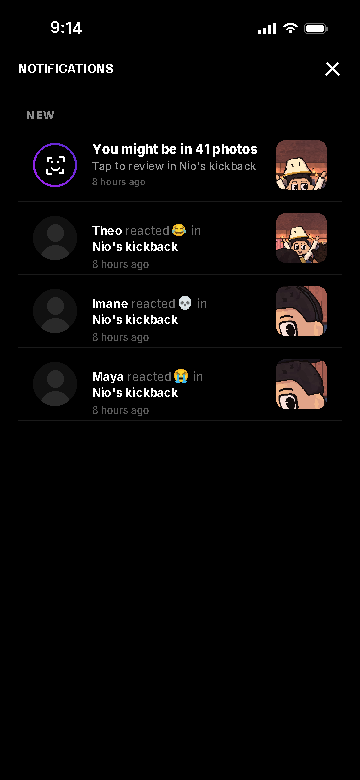 9:14
NOTIFICATIONS
NEW
You might be in 41 photos
Tap to review in Nio's kickback
8 hours ago
Theo reacted 😂 in
Nio's kickback
8 hours ago
Imane reacted 💀 in
Nio's kickback
8 hours ago
Maya reacted 😭 in
Nio's kickback
8 hours ago